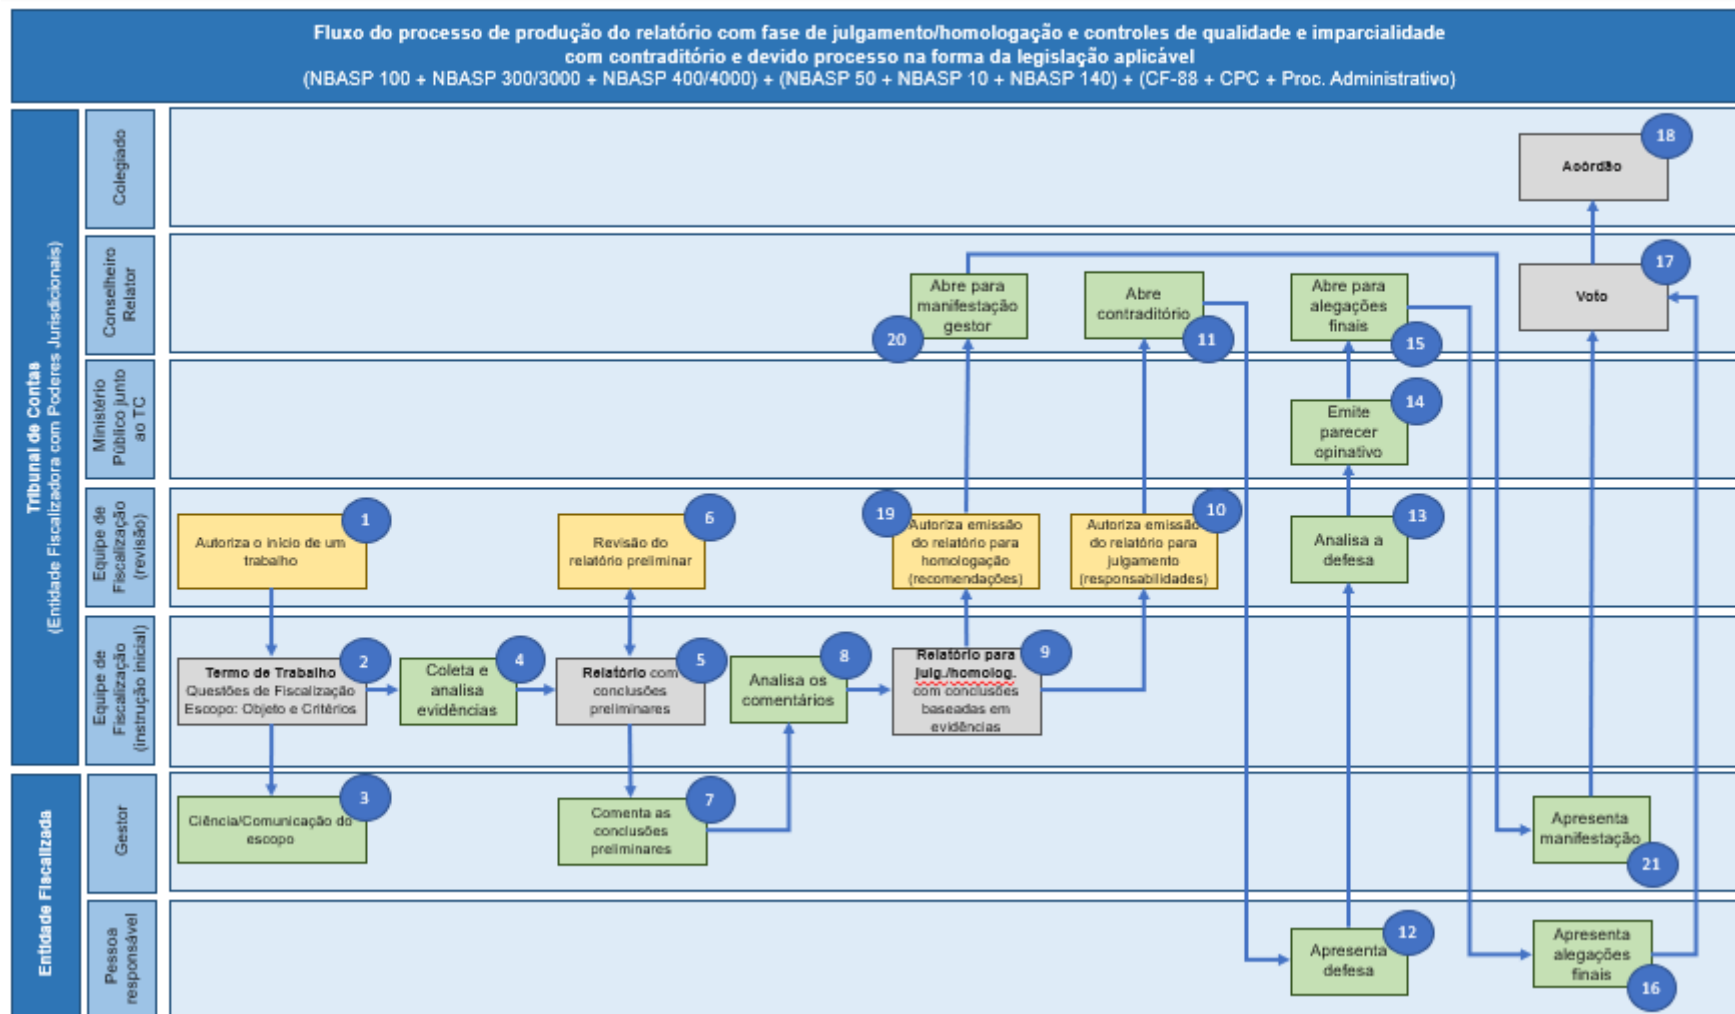 Fluxo do processo de produção do relatório com fase de julgamento/homologação e controles de qualidade e imparcialidade
com contraditório e devido processo na forma da legislação aplicável
(NBASP 100 + NBASP 300/3000 + NBASP 400/4000) + (NBASP 50 + NBASP 10 + NBASP 140) + (CF-88 + CPC + Proc. Administrativo)
Tribunal de Contas
(Entidade Fiscalizadora com Poderes Jurisdicionais)
Colegiado
18
Acórdão
Conselheiro
Relator
Abre para
manifestação
gestor
20
Abre
contraditório
11
Abre para
alegações
finais
15
17
Voto
Ministério
Público junto
ao TC
14
Emite
parecer
opinativo
Equipe de
Fiscalização
(revisão)
1
Autoriza o início de um
trabalho
6
Revisão do
relatório preliminar
19
Autoriza emissão
do relatório para
homologação
(recomendações)
10
Autoriza emissão
do relatório para
julgamento
(responsabilidades)
13
Analisa a
defesa
Equipe de
Fiscalização
(instrução inicial)
2
Termo de Trabalho
Questões de Fiscalização
Escopo: Objeto e Critérios
4
Coleta e
analisa
evidências
5
Relatório com
conclusões
preliminares
8
Analisa os
comentários
9
Relatório para
julg./homolog.
com conclusões
baseadas em
evidências
Entidade Fiscalizada
Gestor
3
Ciência/Comunicação do
escopo
7
Comenta as
conclusões
preliminares
Apresenta
manifestação
21
Pessoa
responsável
12
Apresenta
defesa
Apresenta
alegações
finais
16